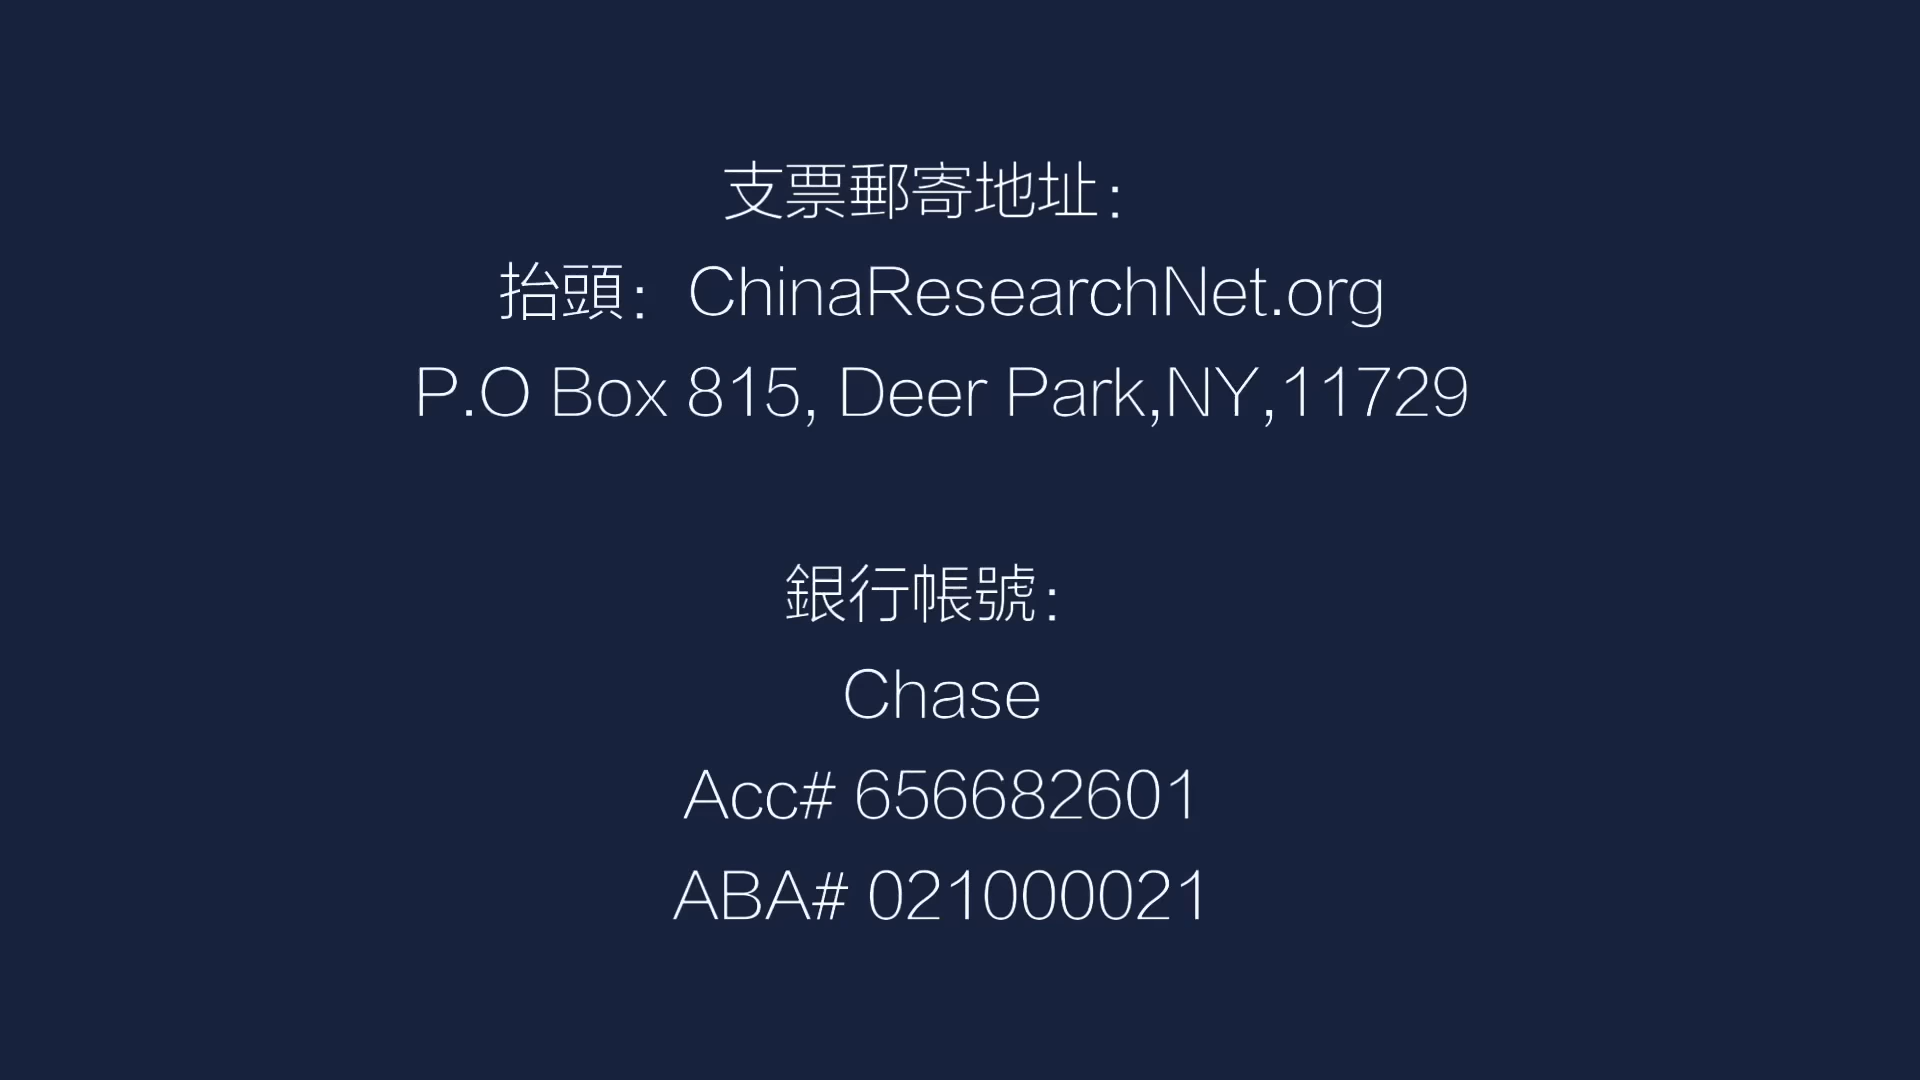 支票郵寄地址：
抬頭：ChinaResearchNet.org
P.O Box 815, Deer Park,NY,11729
銀行帳號：
Chase
Acc# 656682601
ABA# 021000021